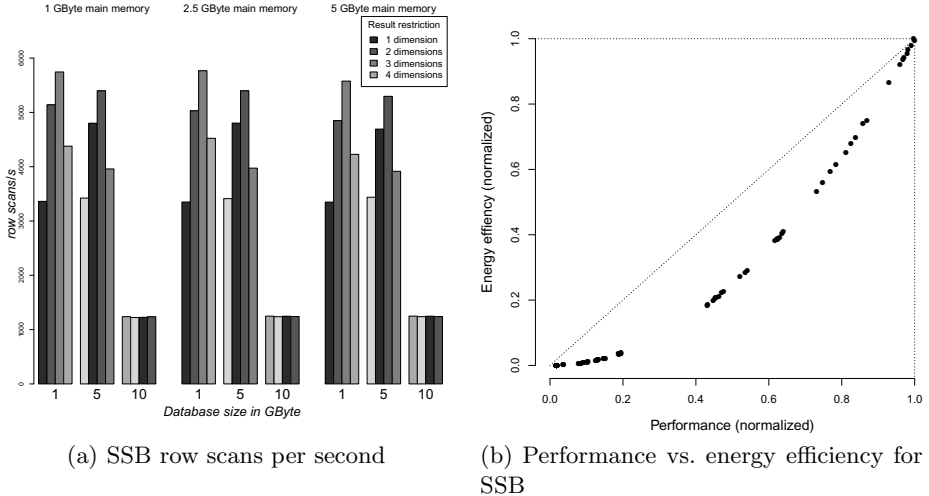 1 GByte main memory
2.5 GByte main memory
5 GByte main memory
Result restriction
1 dimension
2 dimensions
3 dimensions
4 dimensions
row scans/s
6000
5000
4000
3000
2000
1000
0
1 5 10
1 5 10
1 5 10
Database size in GByte
(a) SSB row scans per second
Energy effiency (normalized)
1.0
0.8
0.6
0.4
0.2
0.0
0.0 0.2 0.4 0.6 0.8 1.0
Performance (normalized)
(b) Performance vs. energy efficiency for
SSB